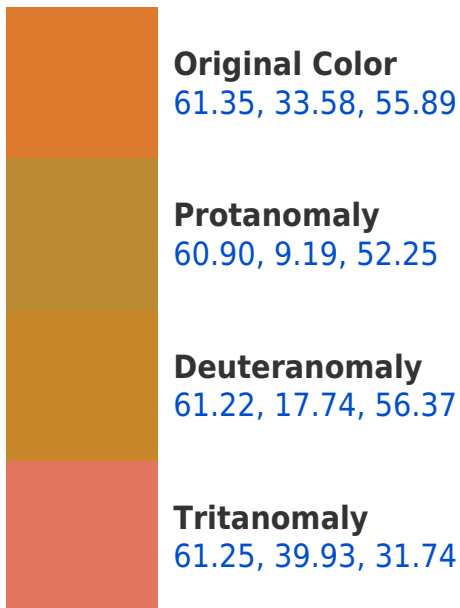 Original Color
61.35, 33.58, 55.89
Protanomaly
60.90, 9.19, 52.25
Deuteranomaly
61.22, 17.74, 56.37
Tritanomaly
61.25, 39.93, 31.74